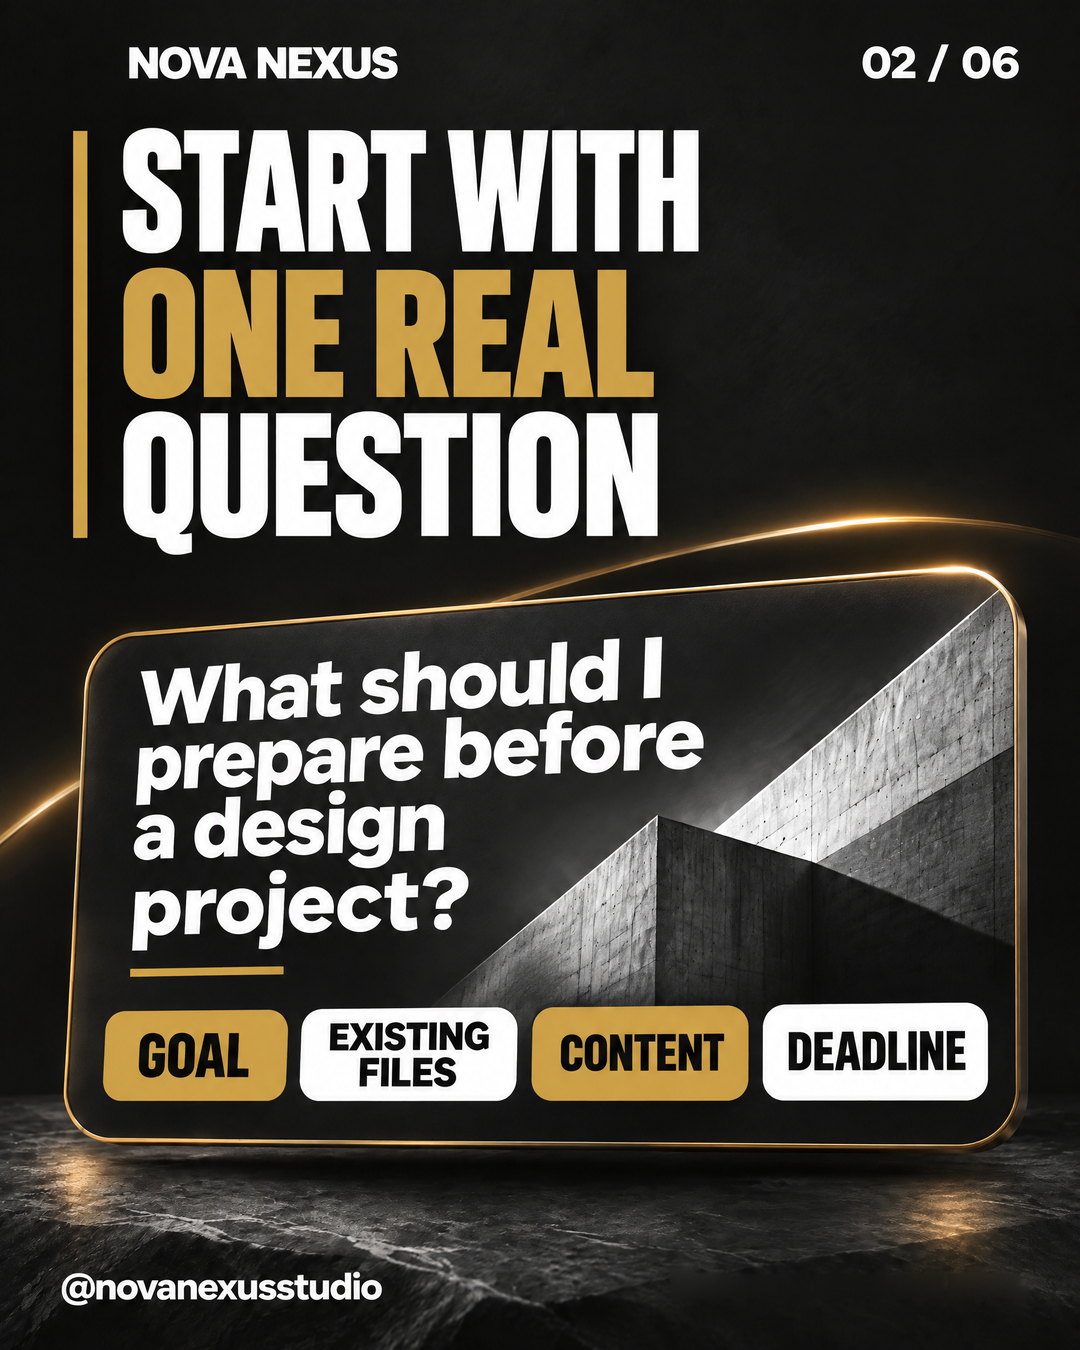 NOVA NEXUS
02 / 06
START WITH
ONE REAL
QUESTION
What should I
prepare before
a design
project?
GOAL
EXISTING
FILES
CONTENT
DEADLINE
@novanexusstudio